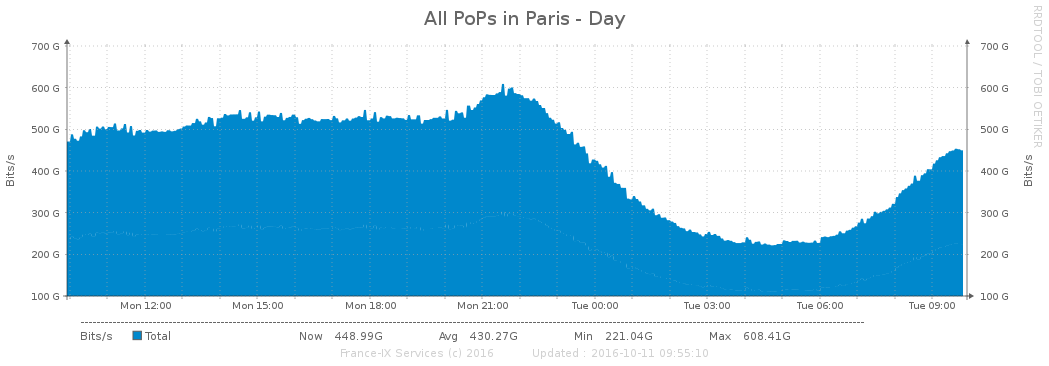 All PoPs in Paris - Day
RRDTOOL / TOBI OETIKER
700 G 700 G
600 G 600 G
500 G 500 G
400 G 400 G
300 G 300 G
200 G 200 G
100 G 100 G
Bits/s Bits/s
Mon 12:00 Mon 15:00 Mon 18:00 Mon 21:00 Tue 00:00 Tue 03:00 Tue 06:00 Tue 09:00
Bits/s Total Now 448.99G Avg 430.27G Min 221.04G Max 608.41G
France-IX Services (c) 2016 Updated : 2016-10-11 09:55:10